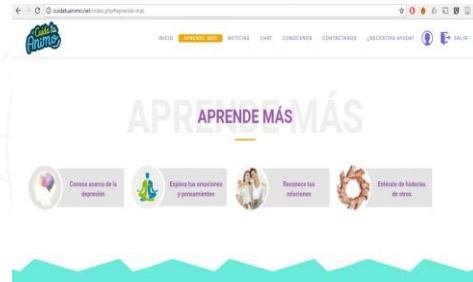 cuidatuanimo.net/index.php#aprende-mas
Cuida tu
Ánimo
INICIO APRENDE MÁS NOTICIAS CHAT CONÓCENOS CONTÁCTANOS ¿NECESITAS AYUDA? SALIR
APRENDE MÁS
APRENDE MÁS
Conoce acerca de la
depresión
Explora tus emociones
y pensamientos
Reconoce tus
relaciones
Entérate de historias
de otros